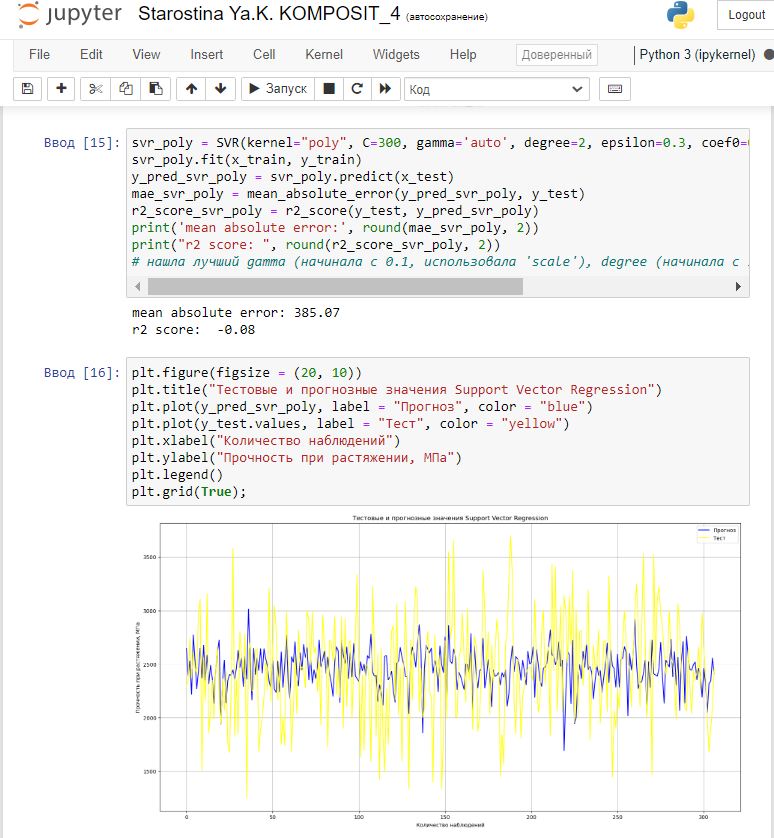 jupyter Starostina Ya.K. KOMPOSIT_4 (автосохранение)
Logout
File Edit View Insert Cell Kernel Widgets Help Доверенный Python 3 (ipykernel)
Запуск Код
Ввод [15]: svr_poly = SVR(kernel="poly", C=300, gamma='auto', degree=2, epsilon=0.3, coef0=
svr_poly.fit(x_train, y_train)
y_pred_svr_poly = svr_poly.predict(x_test)
mae_svr_poly = mean_absolute_error(y_pred_svr_poly, y_test)
r2_score_svr_poly = r2_score(y_test, y_pred_svr_poly)
print('mean absolute error:', round(mae_svr_poly, 2))
print("r2 score: ", round(r2_score_svr_poly, 2))
# нашла лучший gamma (начинала с 0.1, использовала 'scale'), degree (начинала с
mean absolute error: 385.07
r2 score:  -0.08
Ввод [16]: plt.figure(figsize = (20, 10))
plt.title("Тестовые и прогнозные значения Support Vector Regression")
plt.plot(y_pred_svr_poly, label = "Прогноз", color = "blue")
plt.plot(y_test.values, label = "Тест", color = "yellow")
plt.xlabel("Количество наблюдений")
plt.ylabel("Прочность при растяжении, МПа")
plt.legend()
plt.grid(True);
Тестовые и прогнозные значения Support Vector Regression
Прогноз
Тест
3500
3000
2500
2000
1500
Прочность при растяжении, МПа
0 50 100 150 200 250 300
Количество наблюдений